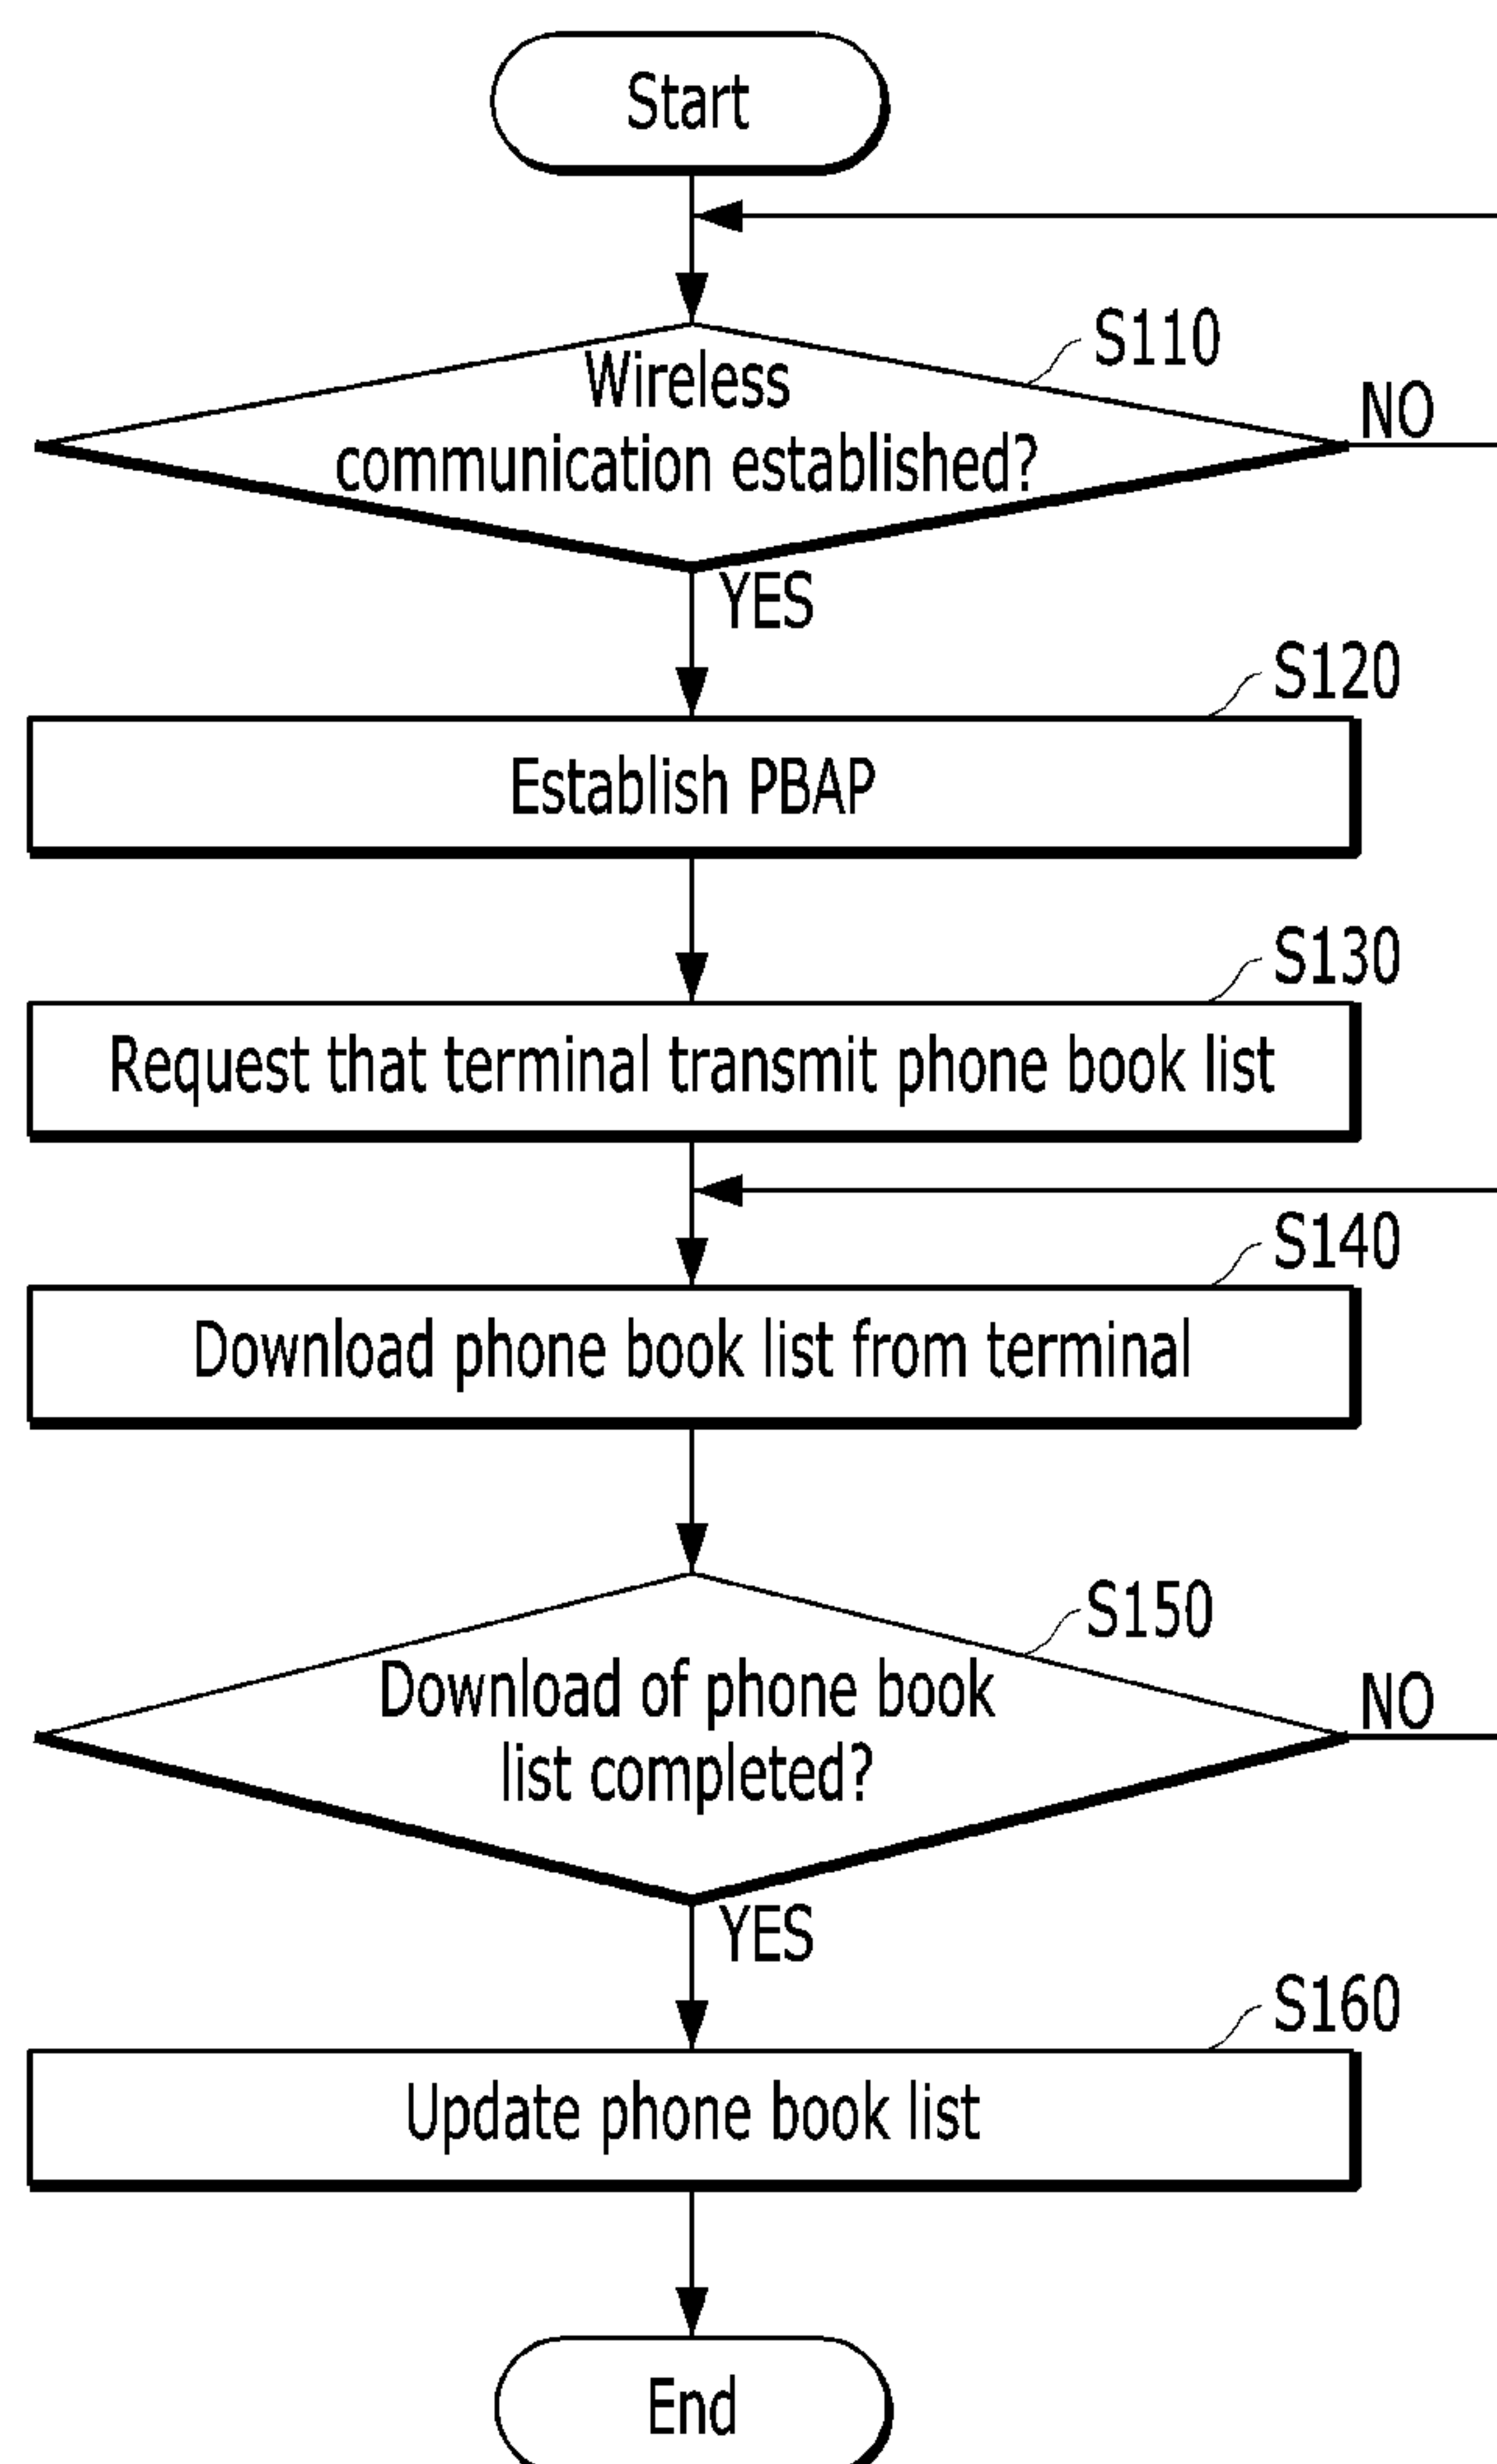 Start
S110
Wireless
NO
communication established?
YES
S120
Establish PBAP
S130
Request that terminal transmit phone book list
S140
Download phone book list from terminal
S150
Download of phone book
NO
list completed?
YES
S160
Update phone book list
End